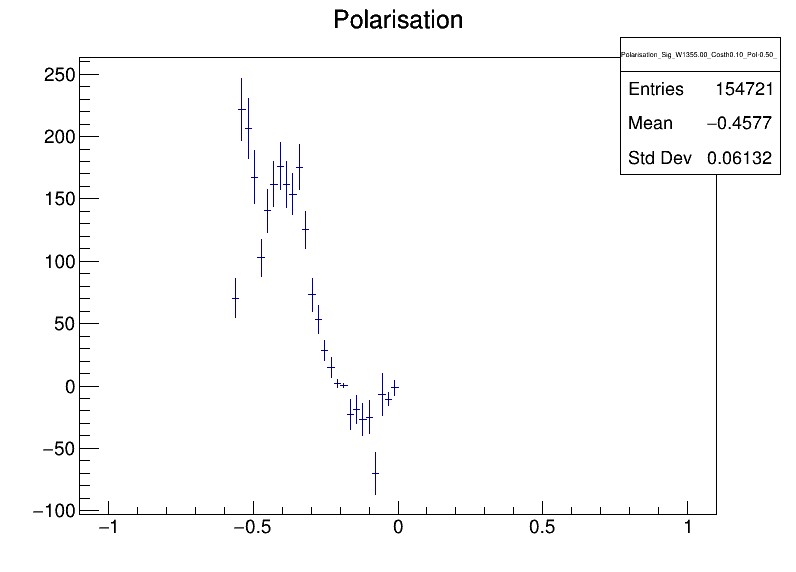 Polarisation
Polarisation_Sig_W1355.00_Costh0.10_Pol-0.50_
Entries 154721
Mean −0.4577
Std Dev 0.06132
250
200
150
100
50
0
−50
−100
−1 −0.5 0 0.5 1